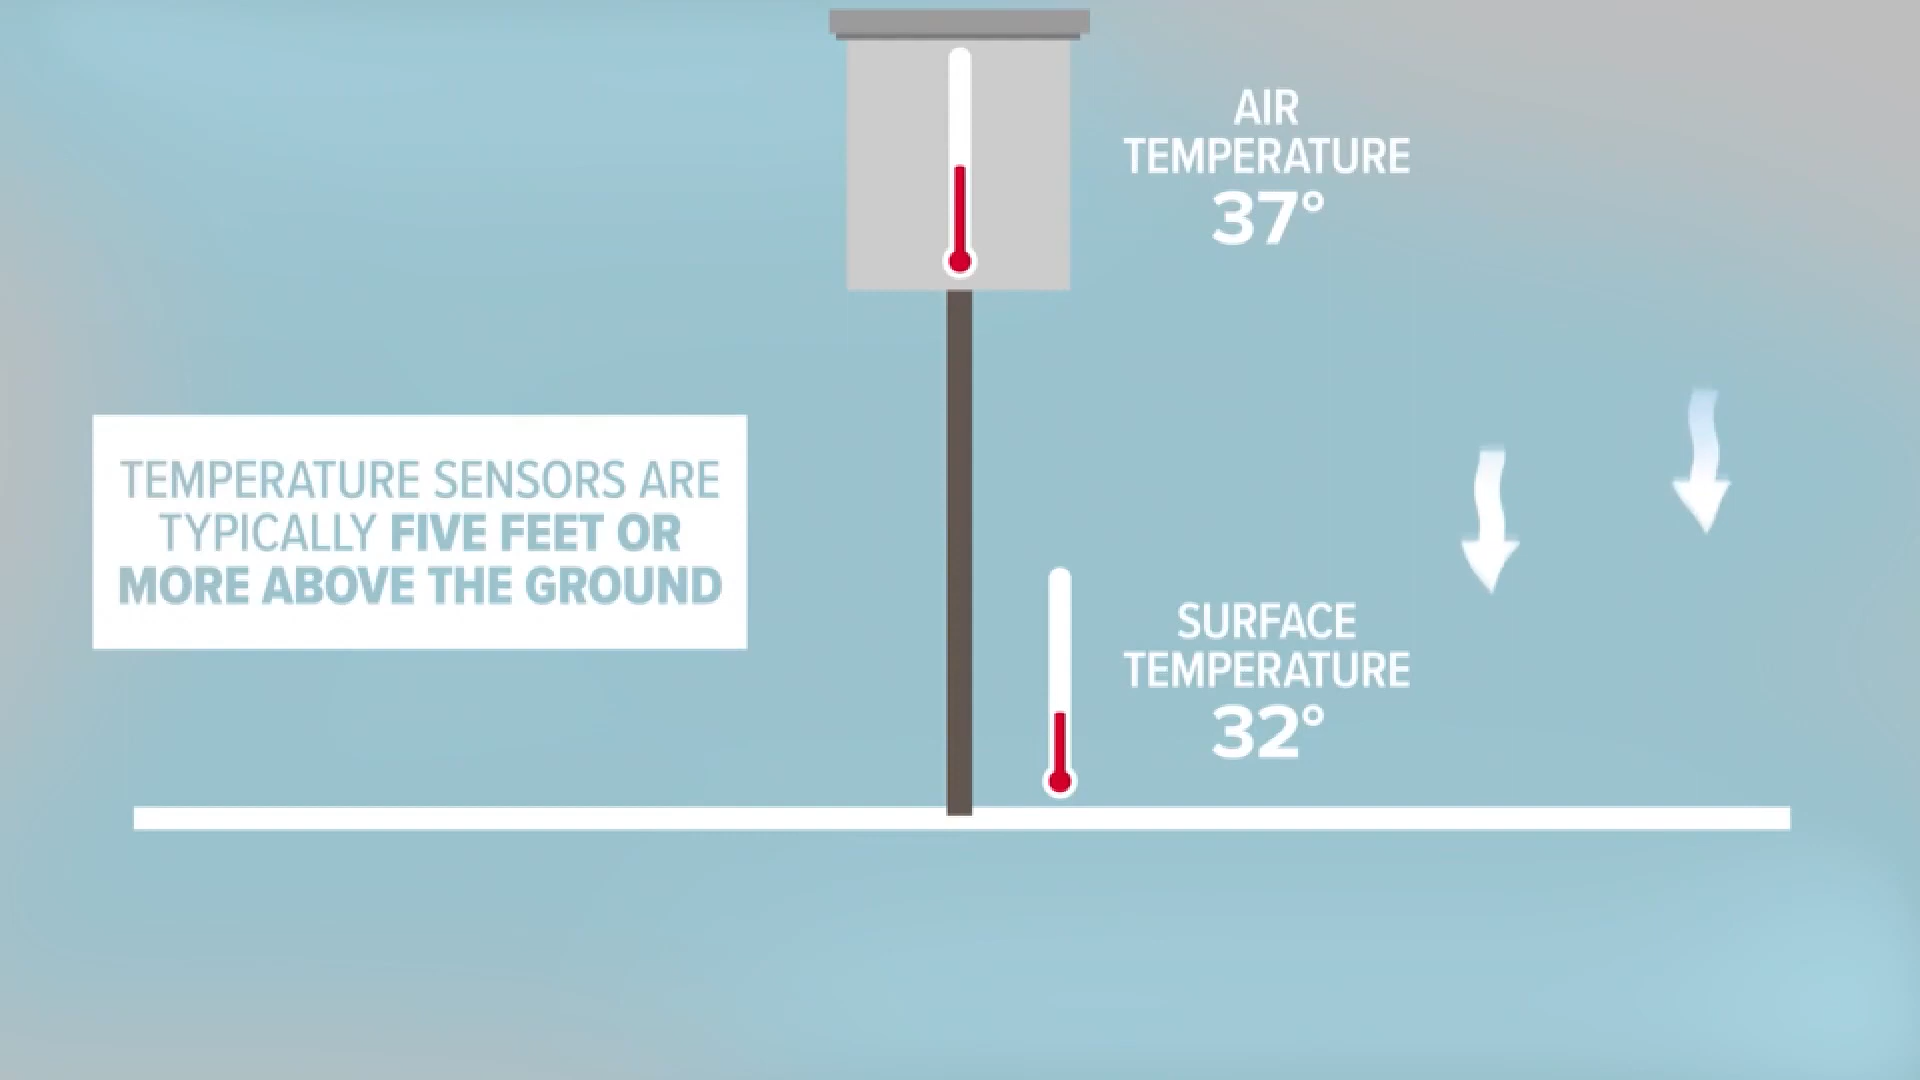 AIR
TEMPERATURE
37°
TEMPERATURE SENSORS ARE
TYPICALLY FIVE FEET OR
MORE ABOVE THE GROUND
SURFACE
TEMPERATURE
32°